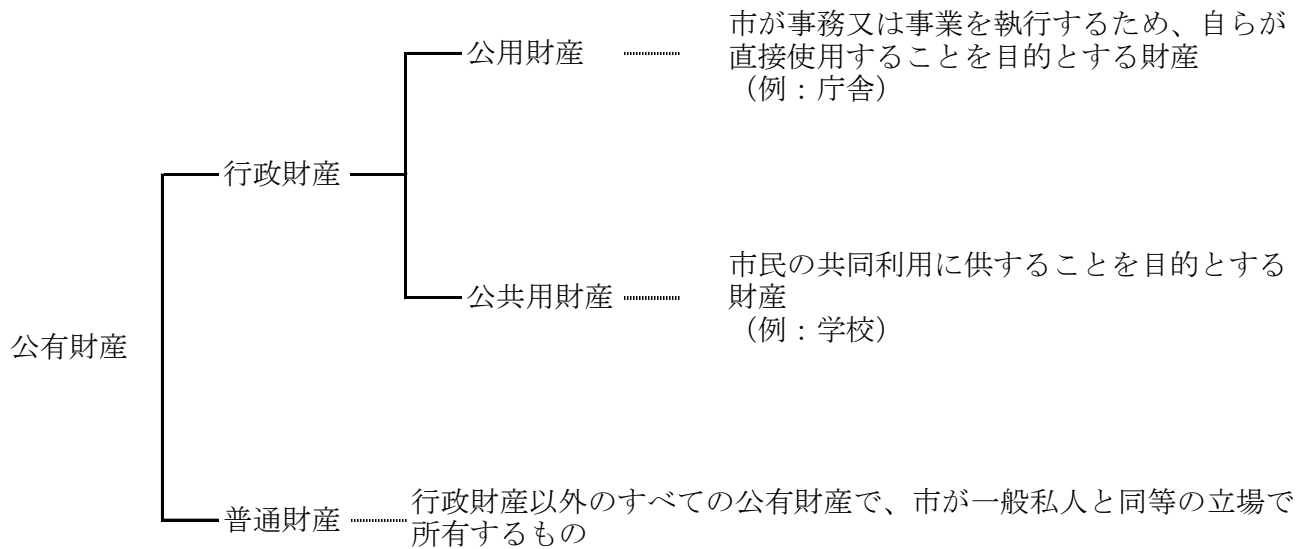 公用財産
市が事務又は事業を執行するため、自らが
直接使用することを目的とする財産
（例：庁舎）
行政財産
公共用財産
市民の共同利用に供することを目的とする
財産
（例：学校）
公有財産
普通財産
行政財産以外のすべての公有財産で、市が一般私人と同等の立場で
所有するもの